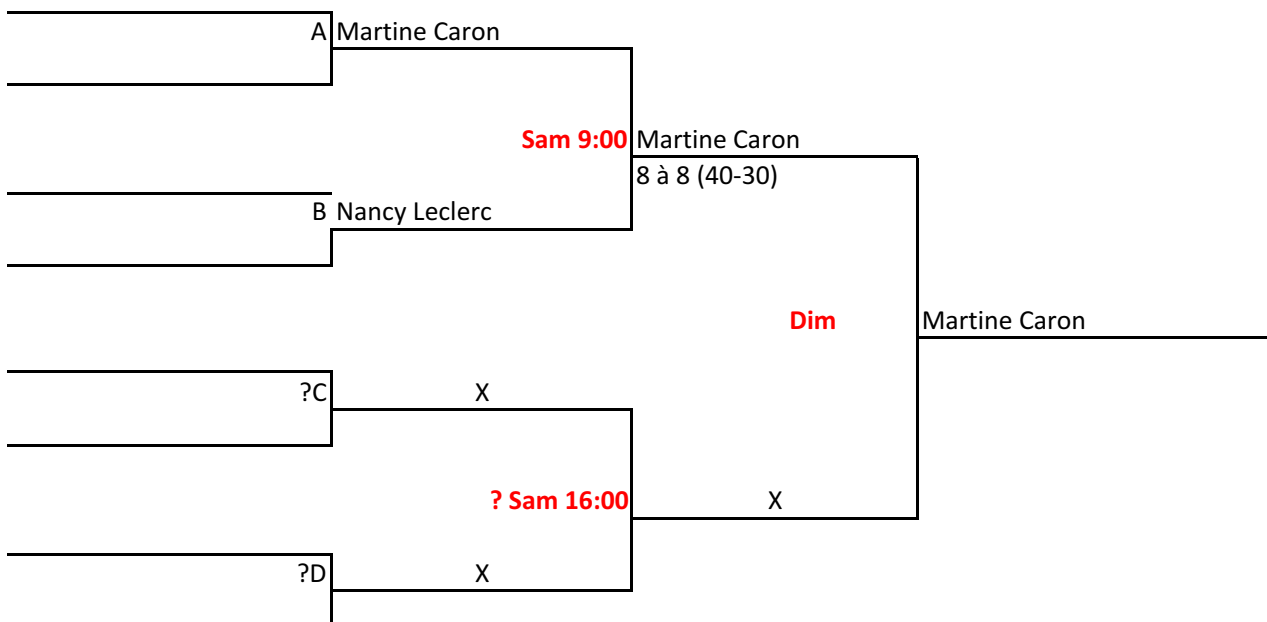 A Martine Caron
Sam 9:00 Martine Caron
8 à 8 (40-30)
B Nancy Leclerc
Dim Martine Caron
?C X
? Sam 16:00 X
?D X